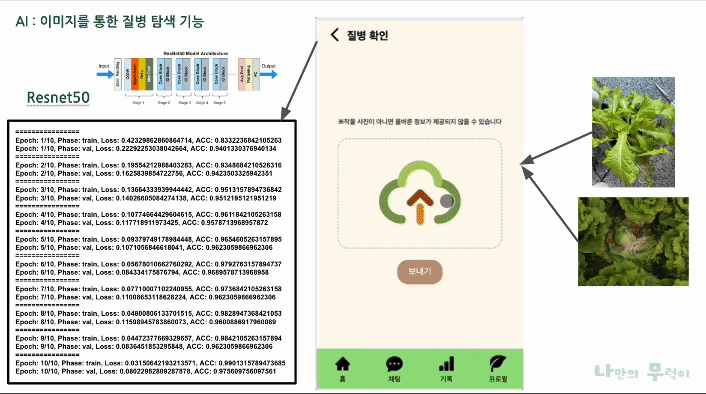 AI : 이미지를 통한 질병 탐색 기능
ResNet50 Model Architecture
Input
Output
Zero Padding
CONV
Batch Norm
ReLu
Max Pool
Conv Block
ID Block
Conv Block
ID Block
Conv Block
ID Block
Conv Block
ID Block
Avg Pool
Flattening
FC
Stage 1
Stage 2
Stage 3
Stage 4
Stage 5
Resnet50
================
Epoch: 1/10, Phase: train, Loss: 0.42329862860864714, ACC: 0.8332236842105263
Epoch: 1/10, Phase: val, Loss: 0.222922253038042664, ACC: 0.9401330376940134
================
Epoch: 2/10, Phase: train, Loss: 0.19554212988403283, ACC: 0.9348684210526316
Epoch: 2/10, Phase: val, Loss: 0.1625839854722756, ACC: 0.9423503325942351
================
Epoch: 3/10, Phase: train, Loss: 0.13664333939944442, ACC: 0.9513157894736842
Epoch: 3/10, Phase: val, Loss: 0.14026605084274138, ACC: 0.9512195121951219
================
Epoch: 4/10, Phase: train, Loss: 0.10774664429604615, ACC: 0.9611842105263158
Epoch: 4/10, Phase: val, Loss: 0.117718911973425, ACC: 0.9578713968957872
================
Epoch: 5/10, Phase: train, Loss: 0.09379749178984448, ACC: 0.9654605263157895
Epoch: 5/10, Phase: val, Loss: 0.1071055846618041, ACC: 0.9623059866962306
================
Epoch: 6/10, Phase: train, Loss: 0.05678010662760292, ACC: 0.9792763157894737
Epoch: 6/10, Phase: val, Loss: 0.084334175876794, ACC: 0.9689578713968958
================
Epoch: 7/10, Phase: train, Loss: 0.07710007102240955, ACC: 0.9736842105263158
Epoch: 7/10, Phase: val, Loss: 0.11008653118628224, ACC: 0.9623059866962306
================
Epoch: 8/10, Phase: train, Loss: 0.04800806133701515, ACC: 0.9828947368421053
Epoch: 8/10, Phase: val, Loss: 0.11598945783660073, ACC: 0.9600886917960089
================
Epoch: 9/10, Phase: train, Loss: 0.04472377669329657, ACC: 0.9842105263157894
Epoch: 9/10, Phase: val, Loss: 0.0836451853295848, ACC: 0.9623059866962306
================
Epoch: 10/10, Phase: train, Loss: 0.03150642193213571, ACC: 0.9901315789473685
Epoch: 10/10, Phase: val, Loss: 0.08022982809287878, ACC: 0.975609756097561
질병 확인
※작물 사진이 아니면 올바른 정보가 제공되지 않을 수 있습니다
보내기
홈
채팅
기록
프로필
나만의 무럭이